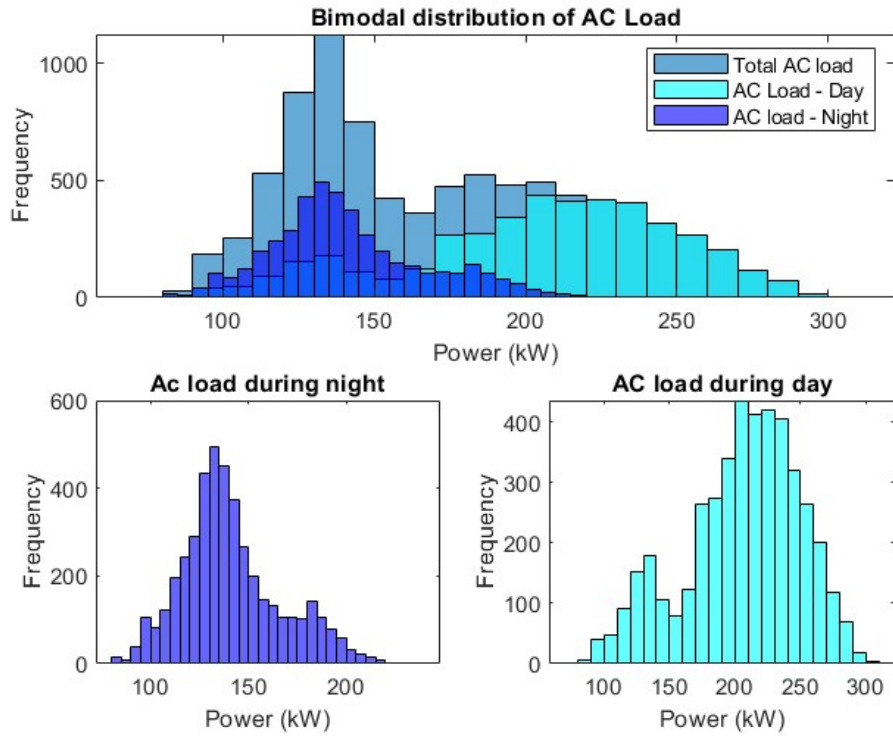 Bimodal distribution of AC Load
Frequency
1000
500
0
Total AC load
AC Load - Day
AC load - Night
100 150 200 250 300
Power (kW)
Ac load during night
Frequency
600
400
200
0
100 150 200
Power (kW)
AC load during day
Frequency
400
300
200
100
0
100 150 200 250 300
Power (kW)